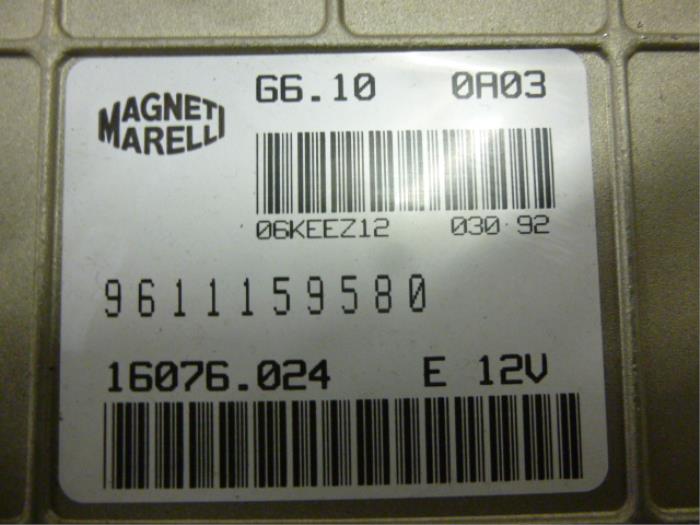 MAGNETI
MARELLI
G6.10 0A03
06KEEZ12 030 92
9611159580
16076.024 E 12V